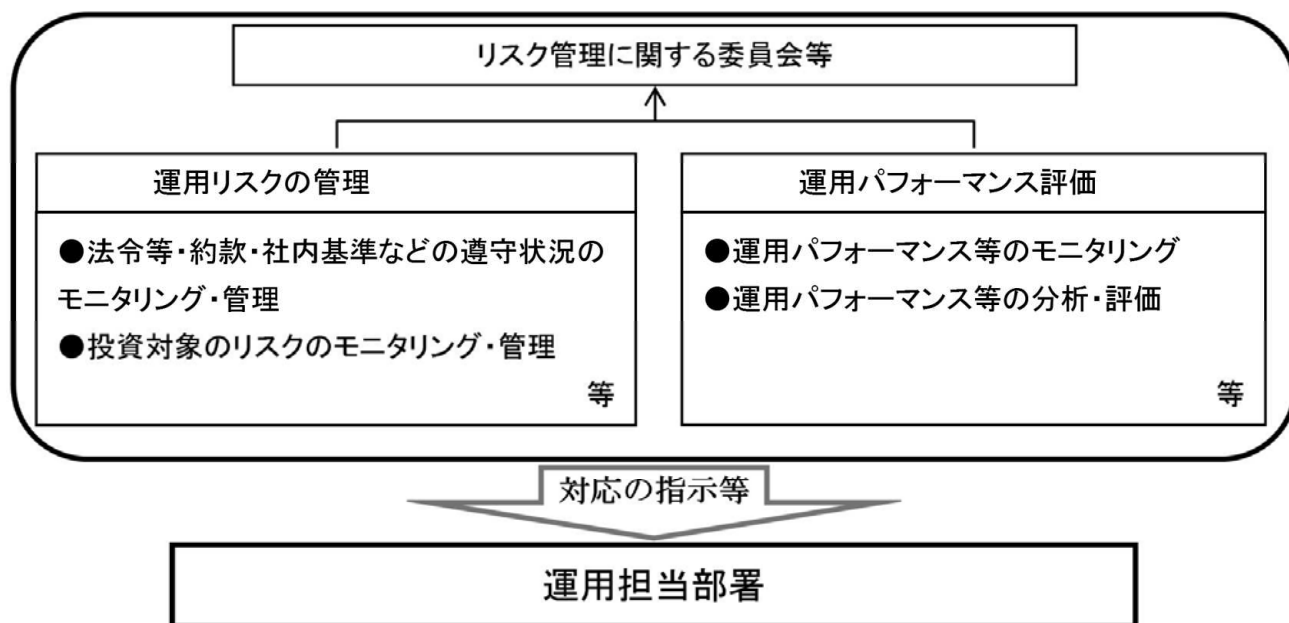 リスク管理に関する委員会等
運用リスクの管理
●法令等・約款・社内基準などの遵守状況の
モニタリング・管理
●投資対象のリスクのモニタリング・管理
等
運用パフォーマンス評価
●運用パフォーマンス等のモニタリング
●運用パフォーマンス等の分析・評価
等
対応の指示等
運用担当部署